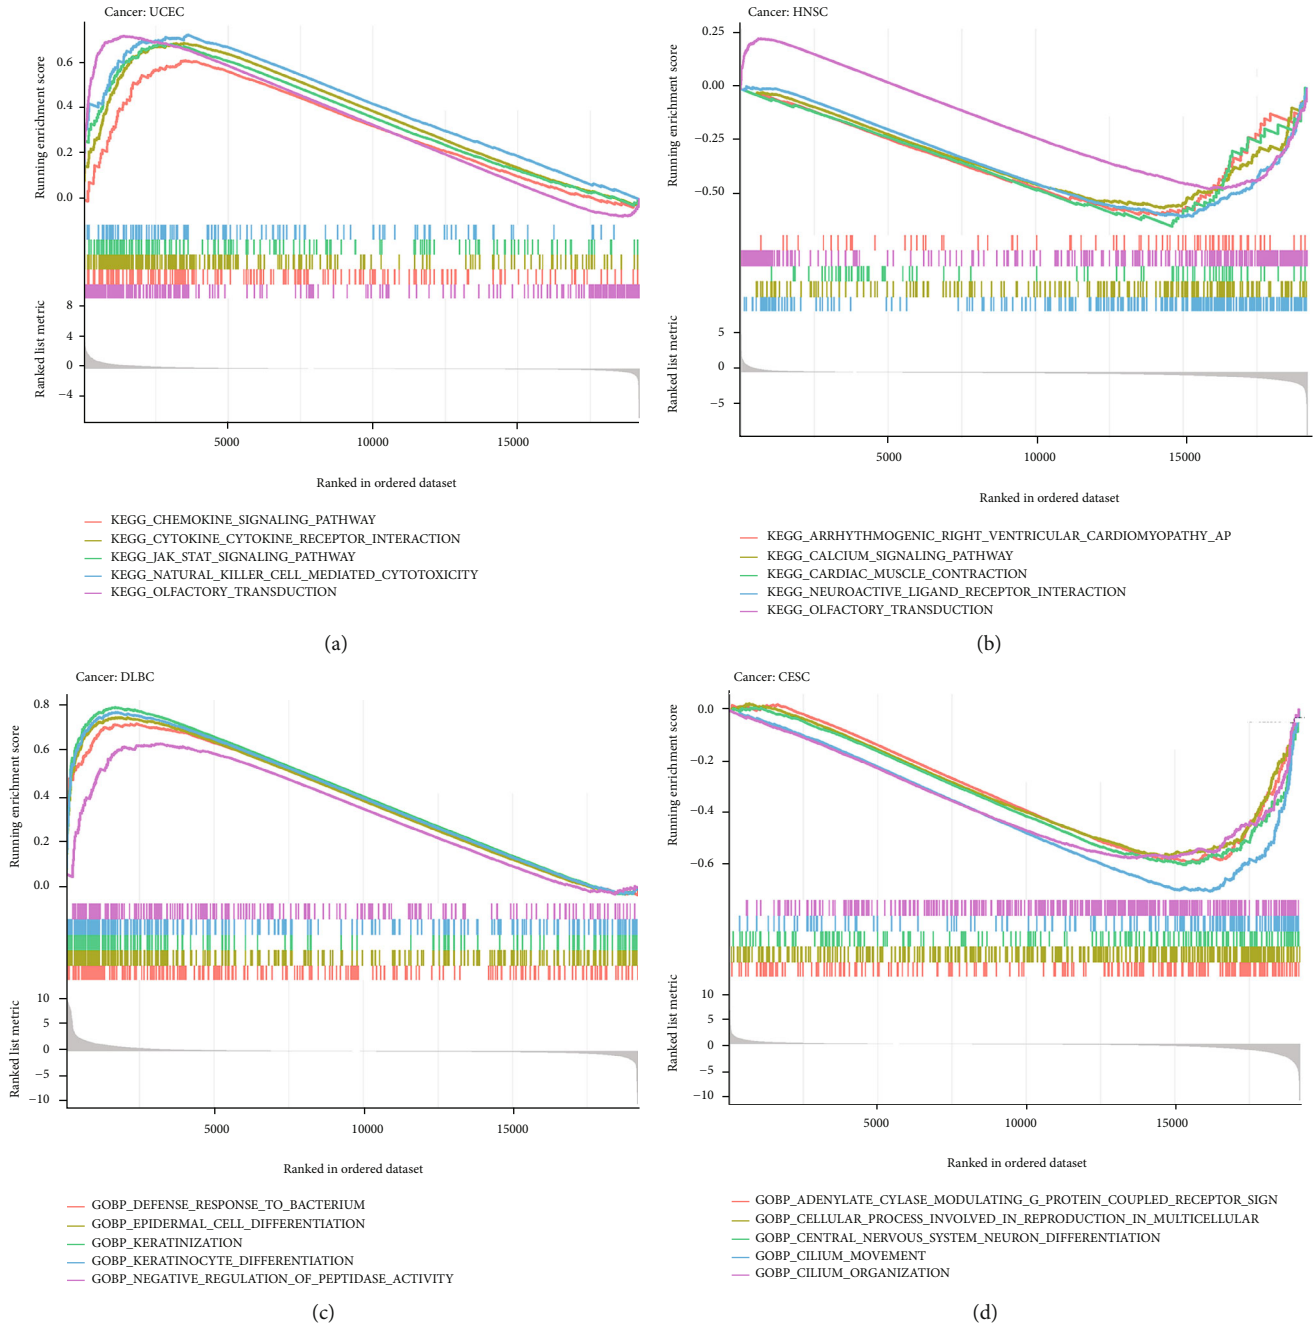 Cancer: UCEC
Running enrichment score
0.6
0.4
0.2
0.0
Ranked list metric
8
4
0
−4
5000
10000
15000
Ranked in ordered dataset
KEGG_CHEMOKINE_SIGNALING_PATHWAY
KEGG_CYTOKINE_CYTOKINE_RECEPTOR_INTERACTION
KEGG_JAK_STAT_SIGNALING_PATHWAY
KEGG_NATURAL_KILLER_CELL_MEDIATED_CYTOTOXICITY
KEGG_OLFACTORY_TRANSDUCTION
(a)
Cancer: HNSC
Running enrichment score
0.25
0.00
−0.25
−0.50
Ranked list metric
5
0
−5
5000
10000
15000
Ranked in ordered dataset
KEGG_ARRHYTHMOGENIC_RIGHT_VENTRICULAR_CARDIOMYOPATHY_AP
KEGG_CALCIUM_SIGNALING_PATHWAY
KEGG_CARDIAC_MUSCLE_CONTRACTION
KEGG_NEUROACTIVE_LIGAND_RECEPTOR_INTERACTION
KEGG_OLFACTORY_TRANSDUCTION
(b)
Cancer: DLBC
Running enrichment score
0.8
0.6
0.4
0.2
0.0
Ranked list metric
10
5
0
−5
−10
5000
10000
15000
Ranked in ordered dataset
GOBP_DEFENSE_RESPONSE_TO_BACTERIUM
GOBP_EPIDERMAL_CELL_DIFFERENTIATION
GOBP_KERATINIZATION
GOBP_KERATINOCYTE_DIFFERENTIATION
GOBP_NEGATIVE_REGULATION_OF_PEPTIDASE_ACTIVITY
(c)
Cancer: CESC
Running enrichment score
0.0
−0.2
−0.4
−0.6
Ranked list metric
10
5
0
−5
−10
5000
10000
15000
Ranked in ordered dataset
GOBP_ADENYLATE_CYLASE_MODULATING_G_PROTEIN_COUPLED_RECEPTOR_SIGN
GOBP_CELLULAR_PROCESS_INVOLVED_IN_REPRODUCTION_IN_MULTICELLULAR
GOBP_CENTRAL_NERVOUS_SYSTEM_NEURON_DIFFERENTIATION
GOBP_CILIUM_MOVEMENT
GOBP_CILIUM_ORGANIZATION
(d)